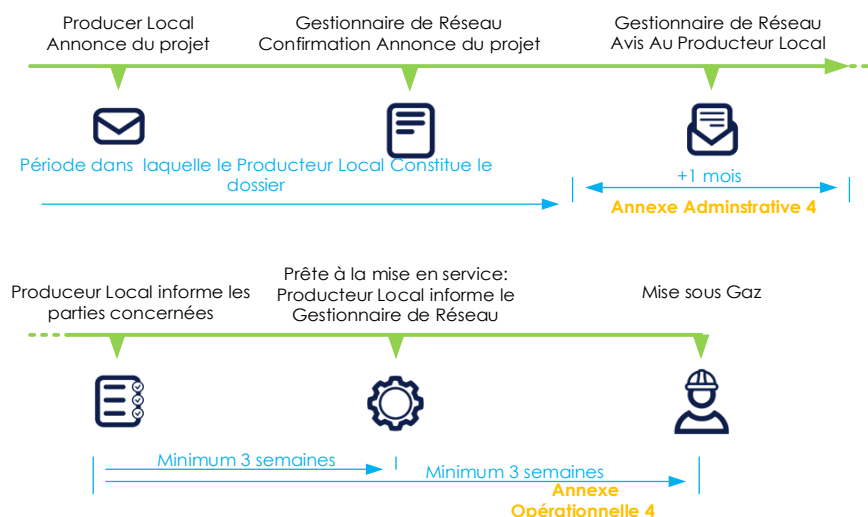 Producer Local
Annonce du projet
Gestionnaire de Réseau
Confirmation Annonce du projet
Gestionnaire de Réseau
Avis Au Producteur Local
Période dans laquelle le Producteur Local Constitue le
dossier
+1 mois
Annexe Adminstrative 4
Produceur Local informe les
parties concernées
Prête à la mise en service:
Producteur Local informe le
Gestionnaire de Réseau
Mise sous Gaz
Minimum 3 semaines
Minimum 3 semaines
Annexe
Opérationnelle 4